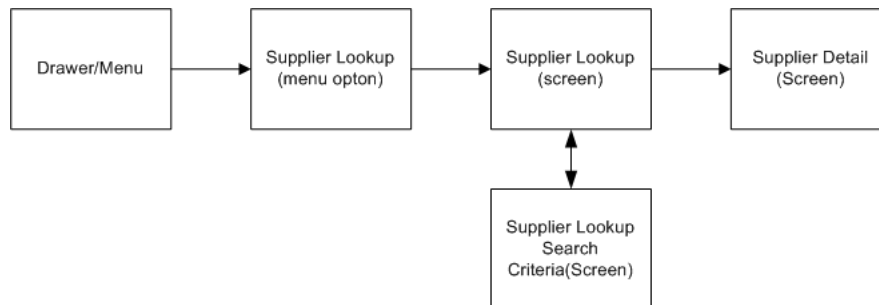 Drawer/Menu
Supplier Lookup
(menu opton)
Supplier Lookup
(screen)
Supplier Detail
(Screen)
Supplier Lookup
Search
Criteria(Screen)